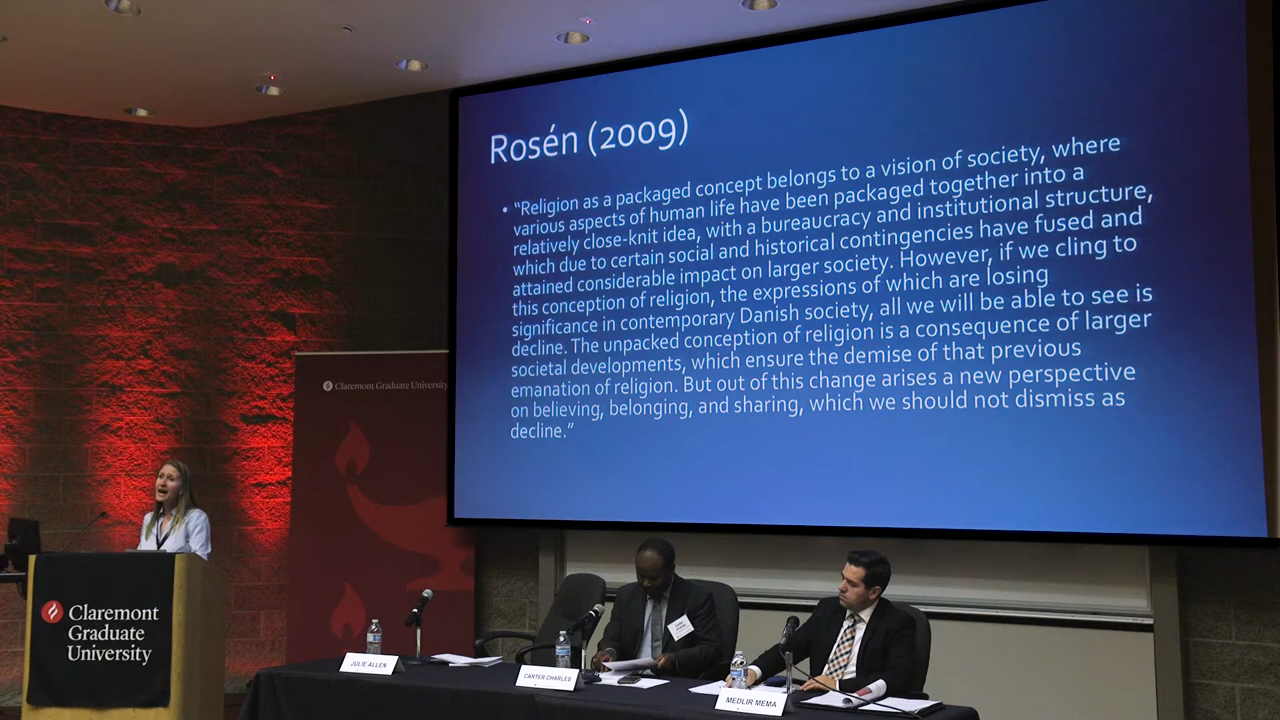 Rosén (2009)
• “Religion as a packaged concept belongs to a vision of society, where
various aspects of human life have been packaged together into a
relatively close-knit idea, with a bureaucracy and institutional structure,
which due to certain social and historical contingencies have fused and
attained considerable impact on larger society. However, if we cling to
this conception of religion, the expressions of which are losing
significance in contemporary Danish society, all we will be able to see is
decline. The unpacked conception of religion is a consequence of larger
societal developments, which ensure the demise of that previous
emanation of religion. But out of this change arises a new perspective
on believing, belonging, and sharing, which we should not dismiss as
decline.”
Claremont Graduate University
Claremont
Graduate
University
JULIE ALLEN
CARTER CHARLES
MEDLIR MEMA